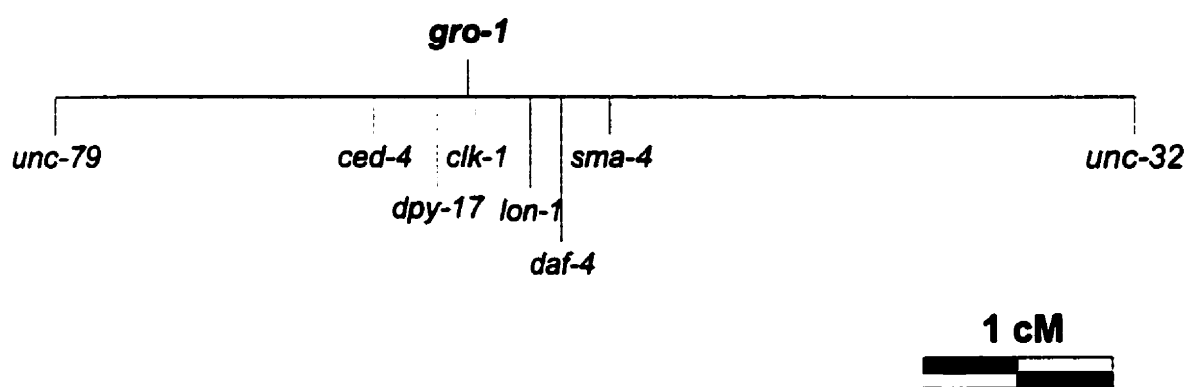 gro-1
unc-79 ced-4 clk-1 sma-4 unc-32
dpy-17 lon-1
daf-4
1 cM